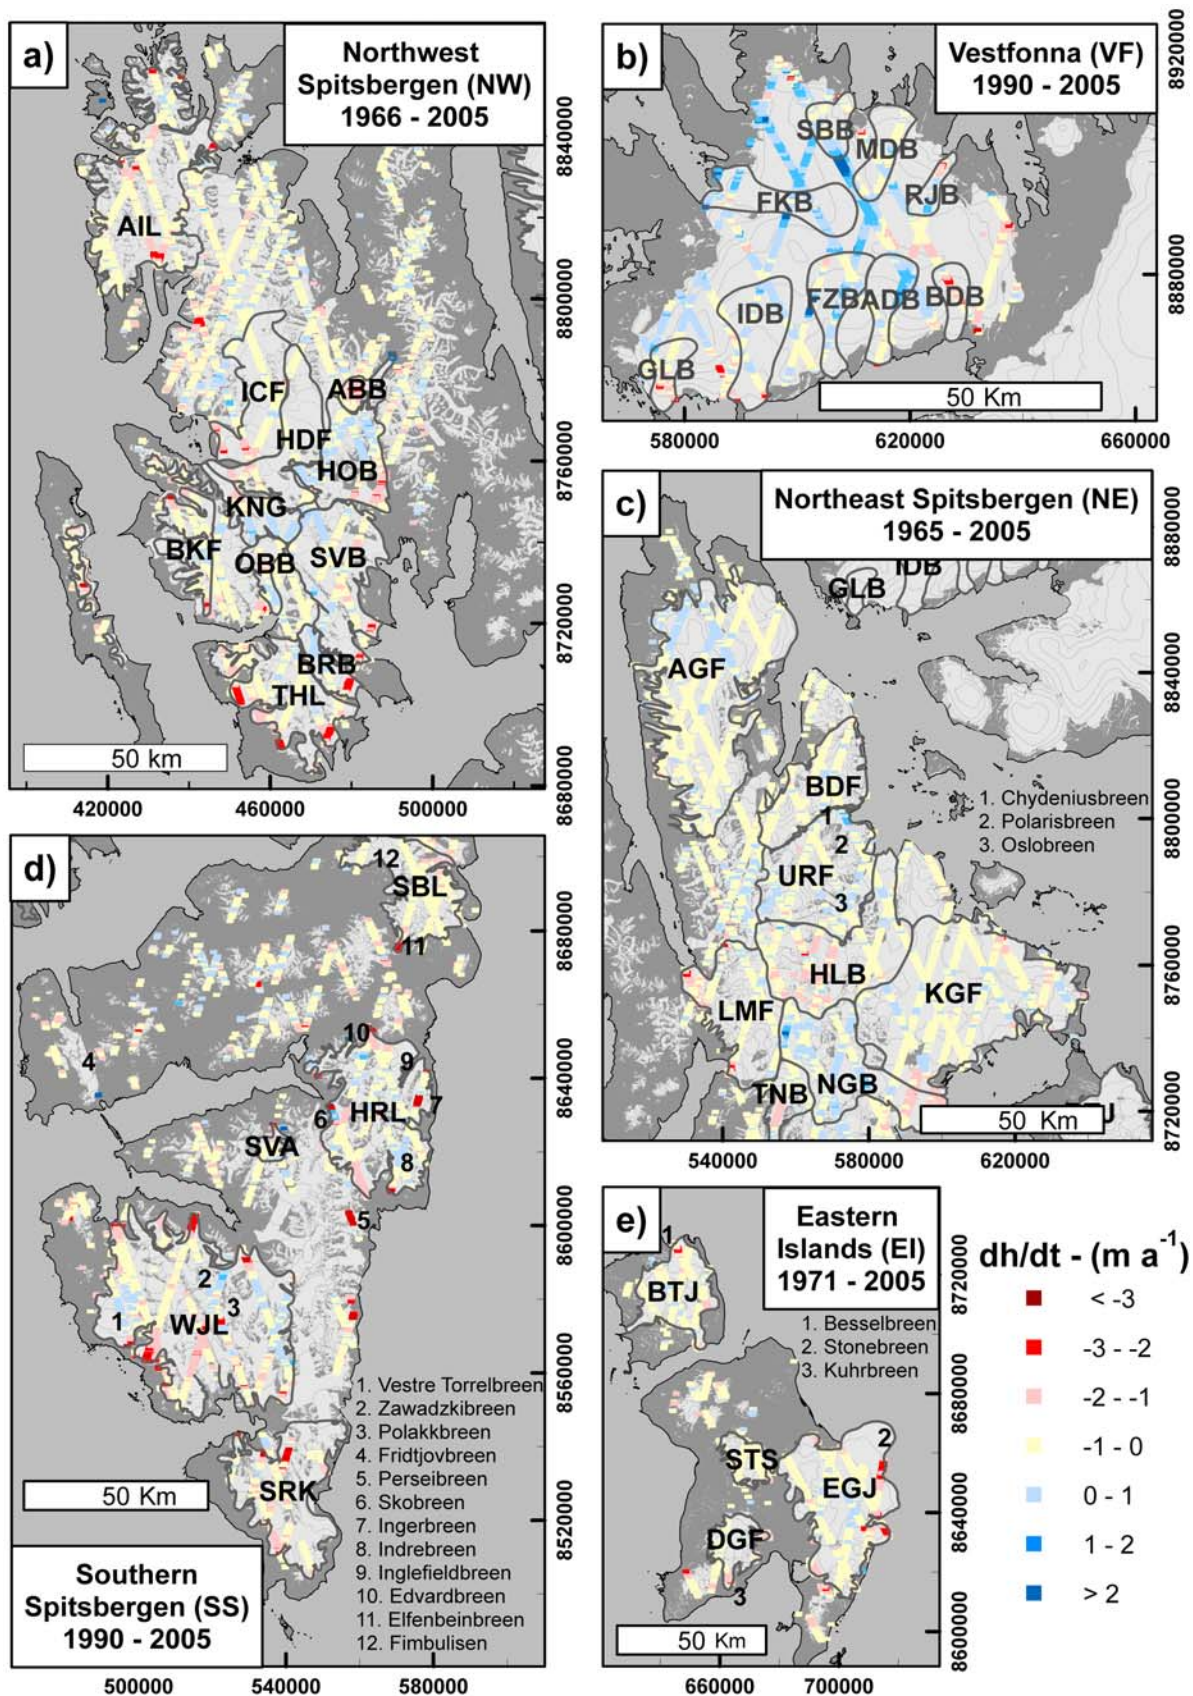 a)
Northwest
Spitsbergen (NW)
1966 - 2005
AIL
ICF
ABB
HDF
HOB
KNG
BKF
OBB
SVB
BRB
THL
50 km
420000
460000
500000
8840000
8800000
8760000
8720000
8680000
b)
Vestfonna (VF)
1990 - 2005
SBB
MDB
RJB
FKB
IDB
FZB
ADB
BDB
GLB
50 Km
580000
620000
660000
8920000
8880000
c)
Northeast Spitsbergen (NE)
1965 - 2005
IDB
GLB
AGF
BDF
1
2
URF
3
HLB
KGF
LMF
TNB
NGB
1. Chydeniusbreen
2. Polarisbreen
3. Oslobreen
50 Km
540000
580000
620000
8880000
8840000
8800000
8760000
8720000
d)
12
SBL
11
10
9
4
7
HRL
6
SVA
8
5
2
3
1
WJL
SRK
1. Vestre Torrelbreen
2. Zawadzkibreen
3. Polakkbreen
4. Fridtjovbreen
5. Perseibreen
6. Skobreen
7. Ingerbreen
8. Indrebreen
9. Inglefieldbreen
10. Edvardbreen
11. Elfenbeinbreen
12. Fimbulisen
50 Km
Southern
Spitsbergen (SS)
1990 - 2005
500000
540000
580000
8680000
8640000
8600000
8560000
8520000
e)
Eastern
Islands (EI)
1971 - 2005
1
BTJ
1. Besselbreen
2. Stonebreen
3. Kuhrbreen
STS
2
EGJ
DGF
3
50 Km
660000
700000
8720000
8680000
8640000
8600000
dh/dt - (m a⁻¹)
< -3
-3 - -2
-2 - -1
-1 - 0
0 - 1
1 - 2
> 2